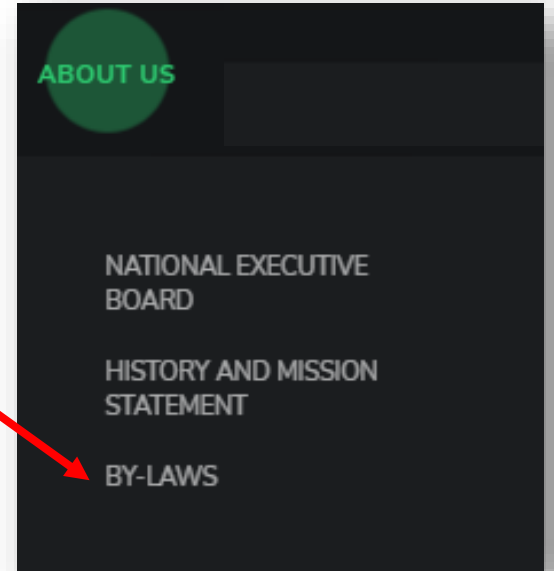 ABOUT US
NATIONAL EXECUTIVE
BOARD
HISTORY AND MISSION
STATEMENT
BY-LAWS